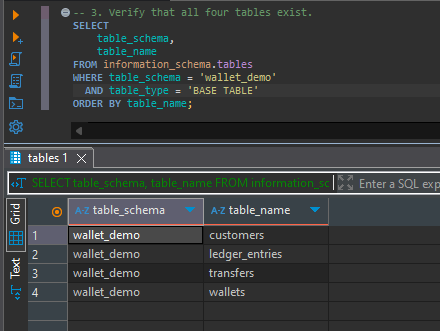 -- 3. Verify that all four tables exist.
SELECT
table_schema,
table_name
FROM information_schema.tables
WHERE table_schema = 'wallet_demo'
AND table_type = 'BASE TABLE'
ORDER BY table_name;
tables 1
SELECT table_schema, table_name FROM information_sc
Enter a SQL exp
Grid
Text
A-Z table_schema A-Z table_name
1 wallet_demo customers
2 wallet_demo ledger_entries
3 wallet_demo transfers
4 wallet_demo wallets